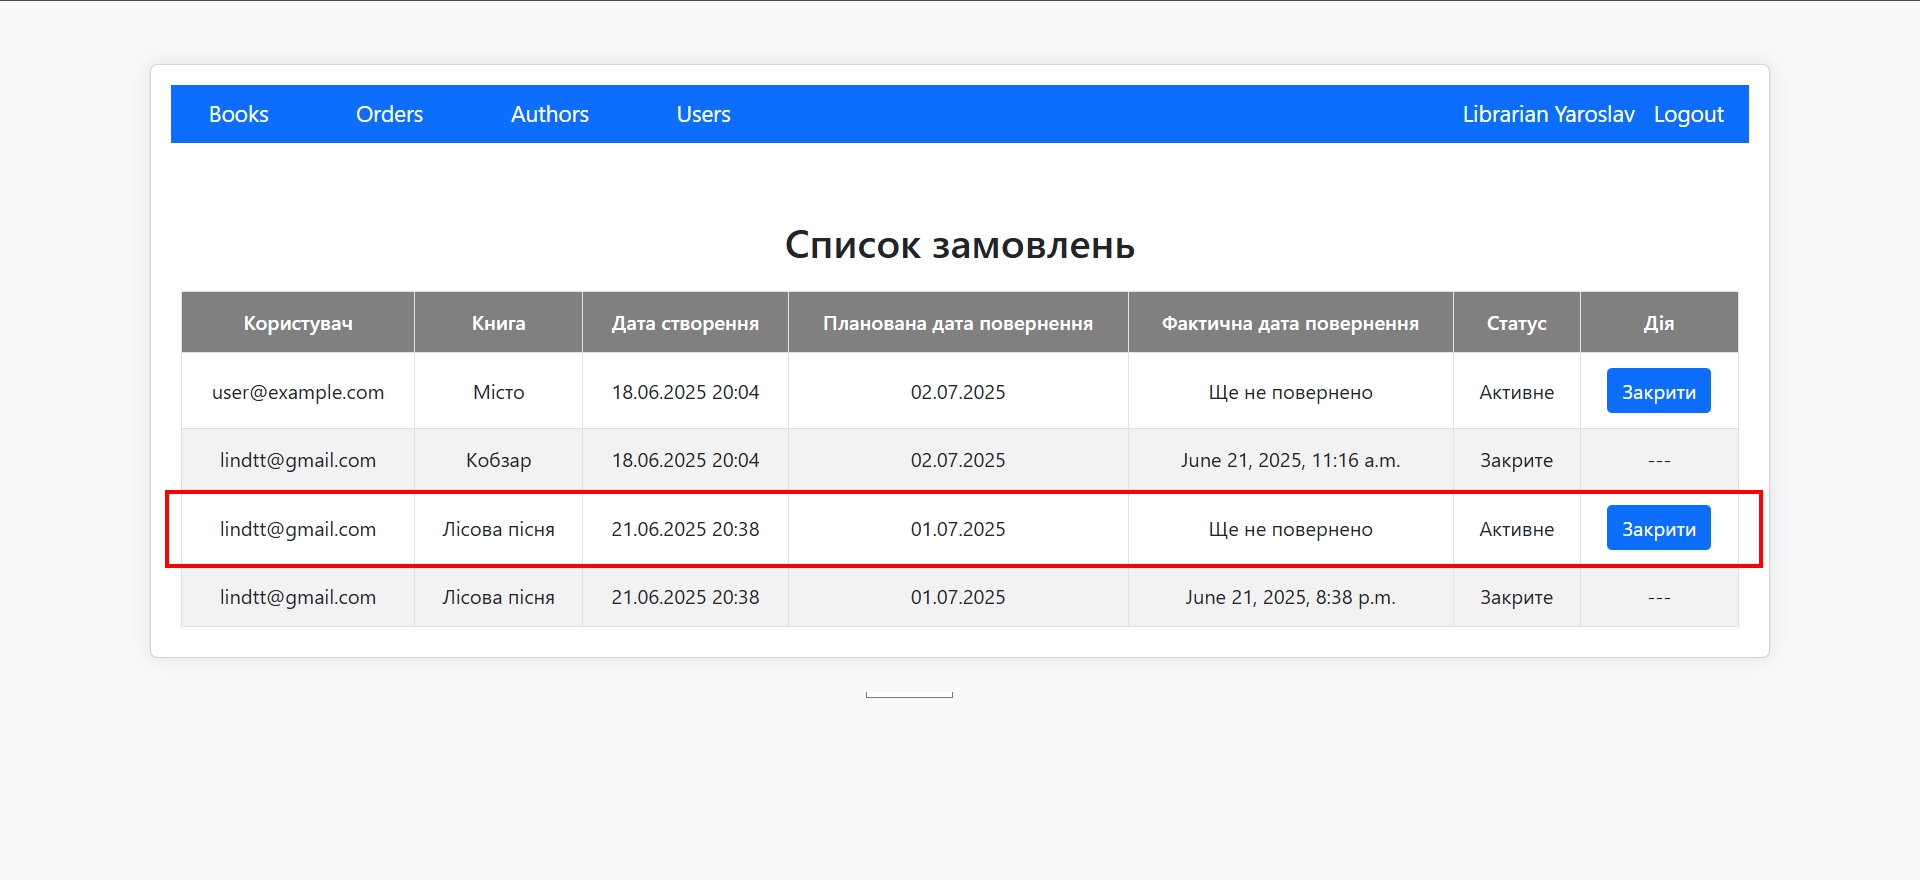 Books Orders Authors Users Librarian Yaroslav Logout
Список замовлень
Користувач Книга Дата створення Планована дата повернення Фактична дата повернення Статус Дія
user@example.com Місто 18.06.2025 20:04 02.07.2025 Ще не повернено Активне Закрити
lindtt@gmail.com Кобзар 18.06.2025 20:04 02.07.2025 June 21, 2025, 11:16 a.m. Закрите ---
lindtt@gmail.com Лісова пісня 21.06.2025 20:38 01.07.2025 Ще не повернено Активне Закрити
lindtt@gmail.com Лісова пісня 21.06.2025 20:38 01.07.2025 June 21, 2025, 8:38 p.m. Закрите ---